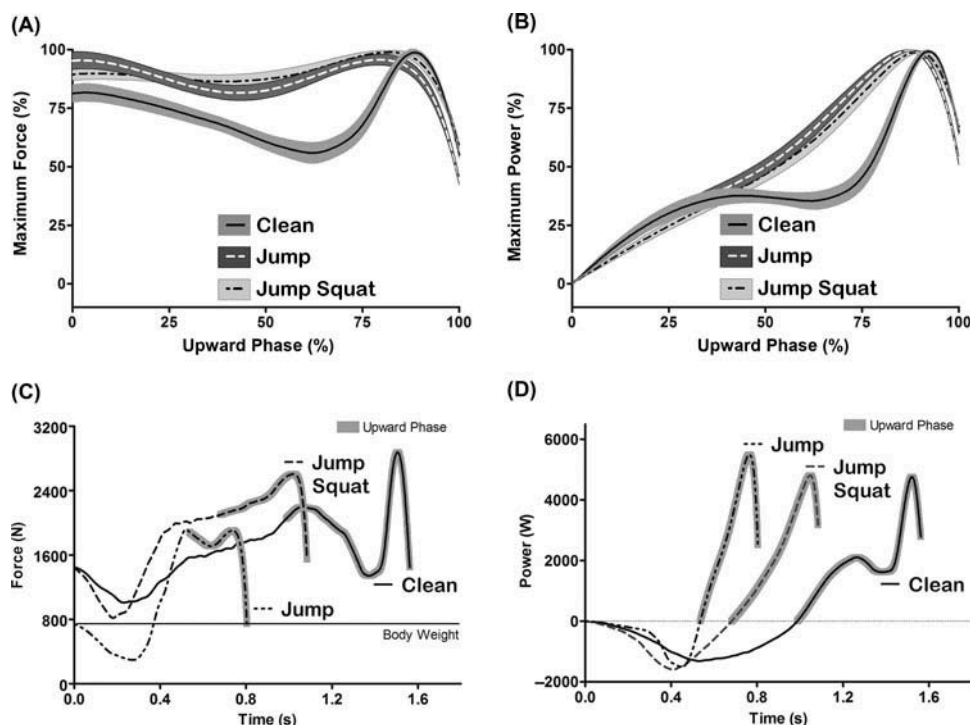 (A)
Maximum Force (%)
100
75
50
25
0
Clean
Jump
Jump Squat
0 25 50 75 100
Upward Phase (%)
(B)
Maximum Power (%)
100
75
50
25
0
Clean
Jump
Jump Squat
0 25 50 75 100
Upward Phase (%)
(C)
Force (N)
3200
2400
1600
800
0
Upward Phase
Jump
Squat
Clean
Jump
Body Weight
0.0 0.4 0.8 1.2 1.6
Time (s)
(D)
Power (W)
6000
4000
2000
0
–2000
Upward Phase
Jump
Jump
Squat
Clean
0.0 0.4 0.8 1.2 1.6
Time (s)